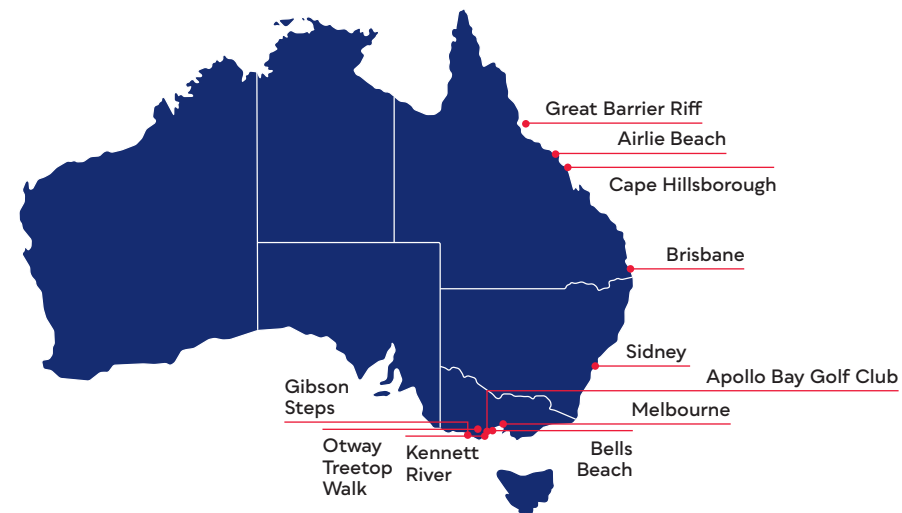 Great Barrier Riff
Airlie Beach
Cape Hillsborough
Brisbane
Sidney
Apollo Bay Golf Club
Gibson
Steps
Melbourne
Otway
Treetop
Walk
Kennett
River
Bells
Beach